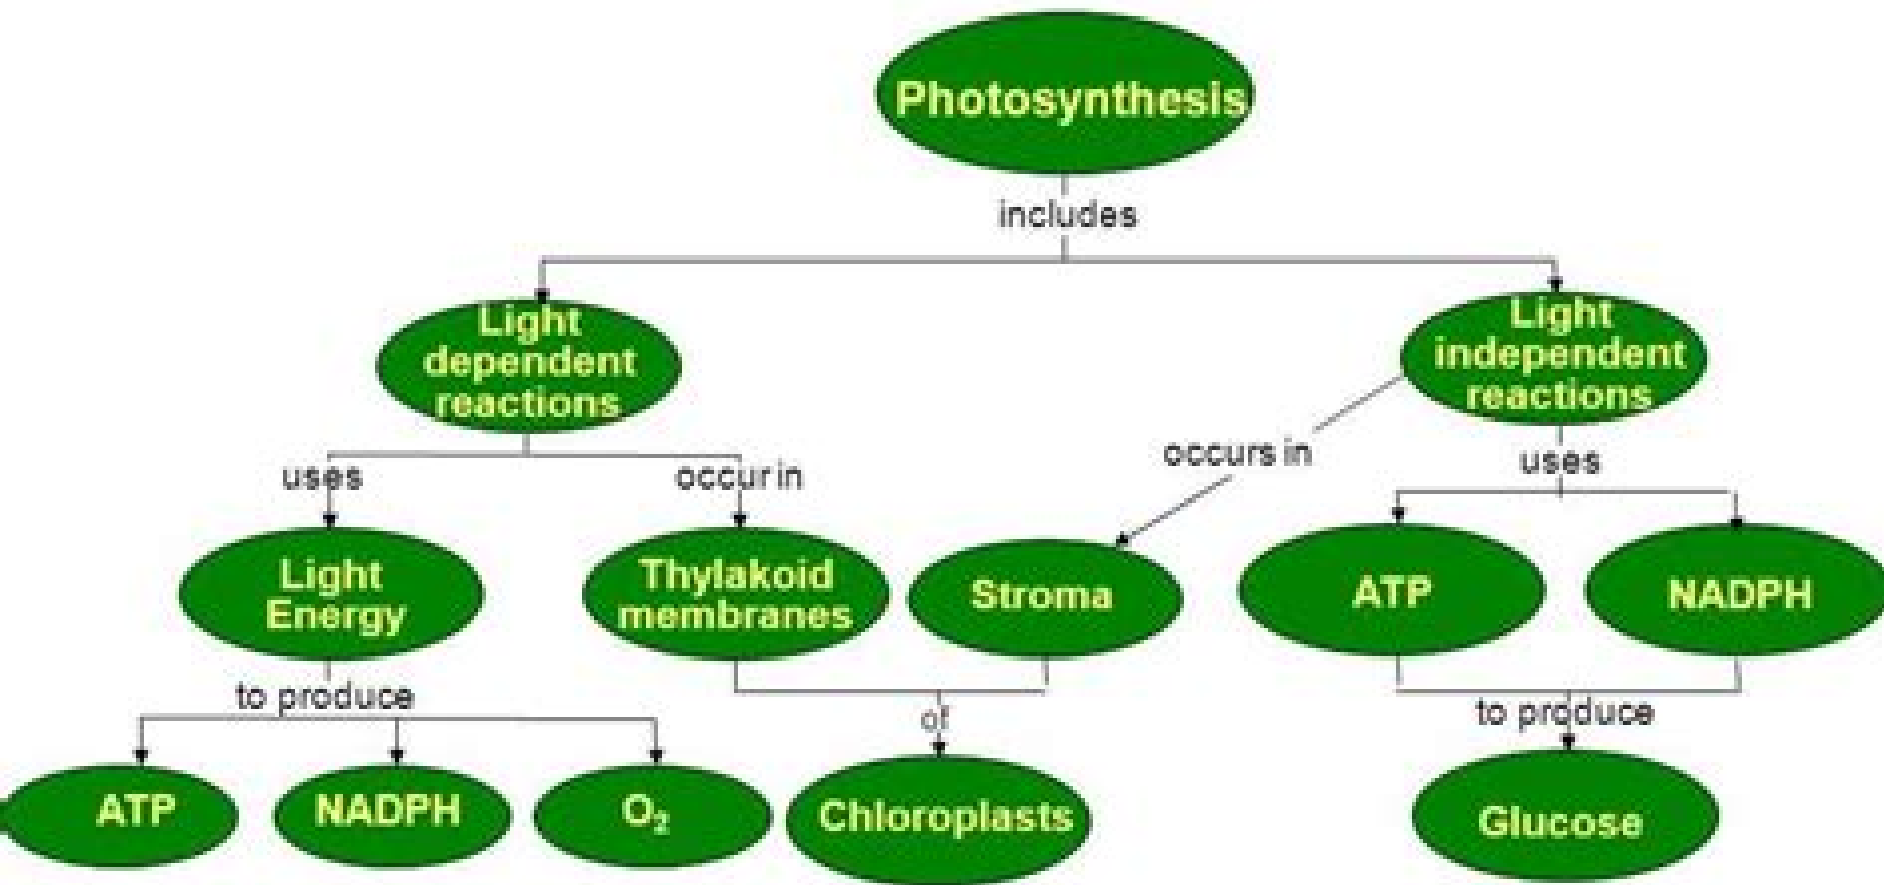 Photosynthesis
includes
Light
dependent
reactions
Light
independent
reactions
uses
occur in
occurs in
uses
Light
Energy
Thylakoid
membranes
Stroma
ATP
NADPH
to produce
of
to produce
ATP
NADPH
O₂
Chloroplasts
Glucose